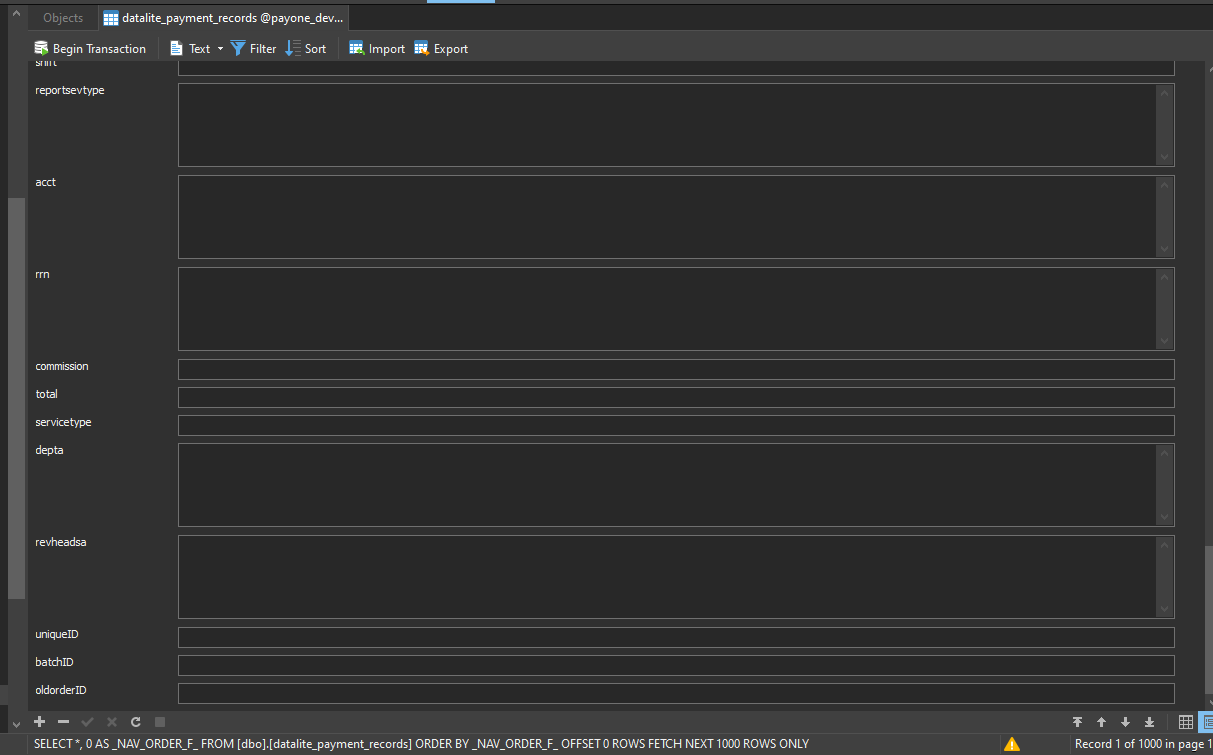 Objects
datalite_payment_records @payone_dev...
Begin Transaction
Text
Filter
Sort
Import
Export
shift
reportsevtype
acct
rrn
commission
total
servicetype
depta
revheadsa
uniqueID
batchID
oldorderID
SELECT *, 0 AS _NAV_ORDER_F_ FROM [dbo].[datalite_payment_records] ORDER BY _NAV_ORDER_F_ OFFSET 0 ROWS FETCH NEXT 1000 ROWS ONLY
Record 1 of 1000 in page 1